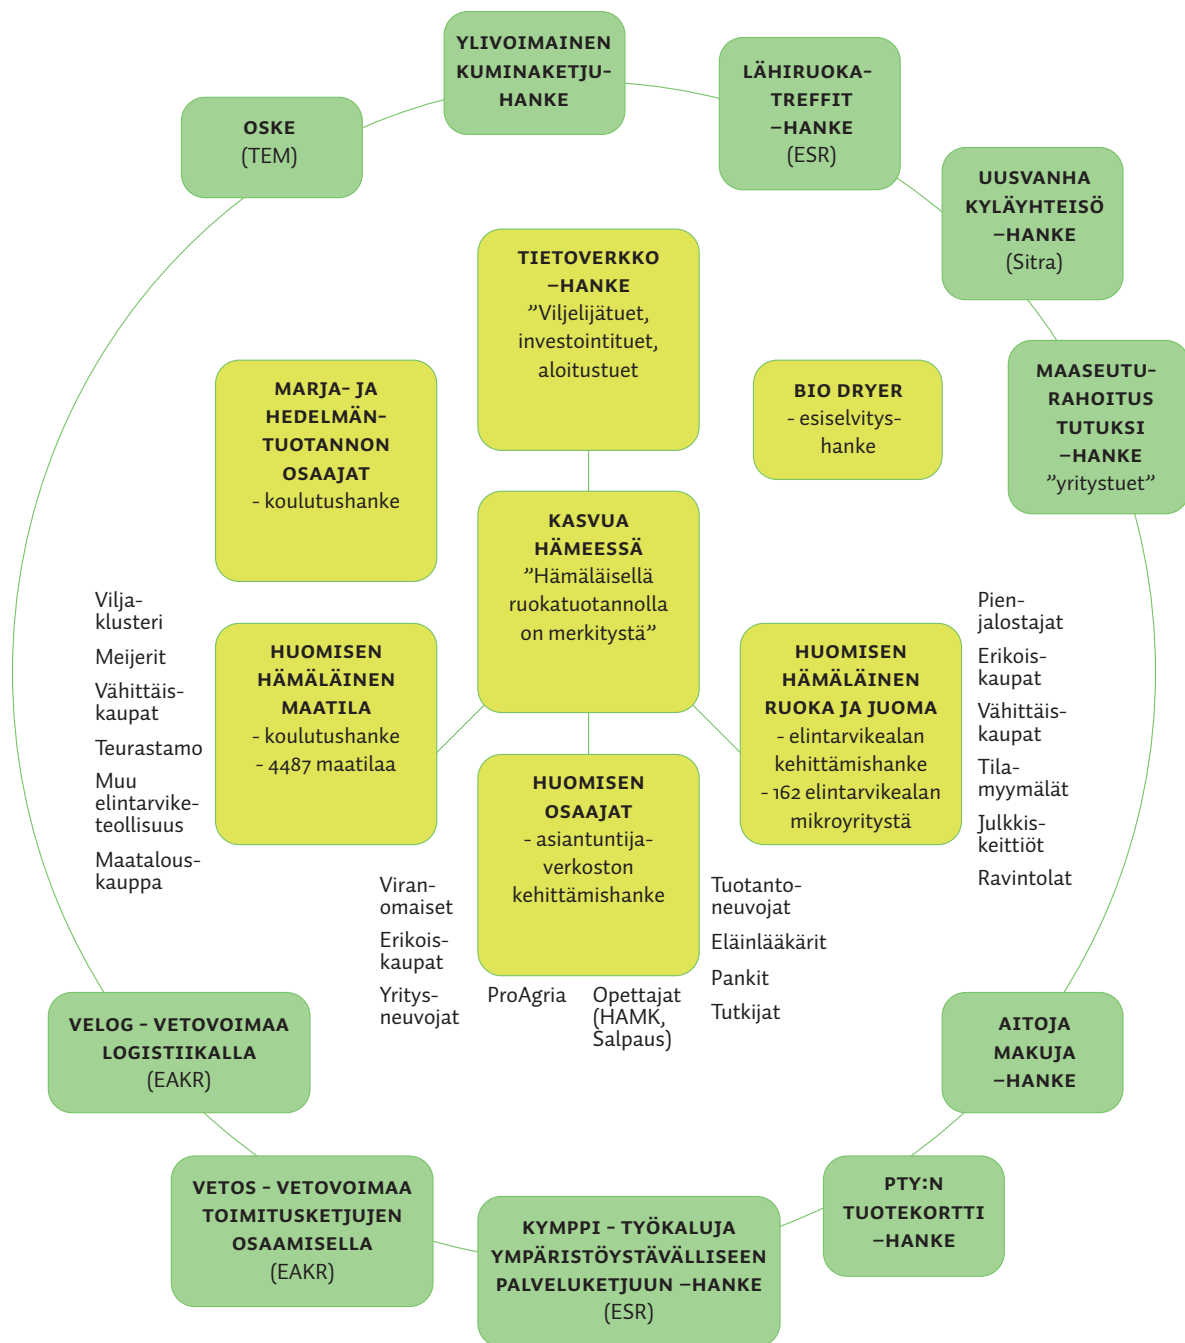 YLIVOIMAINEN
KUMINAKETJU-
HANKE
LÄHIRUOKA-
TREFFIT
–HANKE
(ESR)
OSKE
(TEM)
UUSVANHA
KYLÄYHTEISÖ
–HANKE
(Sitra)
TIETOVERKKO
–HANKE
”Viljelijätuet,
investointituet,
aloitustuet
MARJA- JA
HEDELMÄN-
TUOTANNON
OSAAJAT
- koulutushanke
BIO DRYER
- esiselvitys-
hanke
MAASEUTU-
RAHOITUS
TUTUKSI
–HANKE
”yritystuet”
KASVUA
HÄMEESSÄ
”Hämäläisellä
ruokatuotannolla
on merkitystä”
Vilja-
klusteri
Meijerit
Vähittäis-
kaupat
Teurastamo
Muu
elintarvike-
teollisuus
Maatalous-
kauppa
HUOMISEN
HÄMÄLÄINEN
MAATILA
- koulutushanke
- 4487 maatilaa
HUOMISEN
HÄMÄLÄINEN
RUOKA JA JUOMA
- elintarvikealan
kehittämishanke
- 162 elintarvikealan
mikroyritystä
Pien-
jalostajat
Erikois-
kaupat
Vähittäis-
kaupat
Tila-
myymälät
Julkkis-
keittiöt
Ravintolat
HUOMISEN
OSAAJAT
- asiantuntija-
verkoston
kehittämishanke
Viran-
omaiset
Erikois-
kaupat
Yritys-
neuvojat
ProAgria
Opettajat
(HAMK,
Salpaus)
Tuotanto-
neuvojat
Eläinlääkärit
Pankit
Tutkijat
VELOG - VETOVOIMAA
LOGISTIIKALLA
(EAKR)
AITOJA
MAKUJA
–HANKE
VETOS - VETOVOIMAA
TOIMITUSKETJUJEN
OSAAMISELLA
(EAKR)
KYMPPI - TYÖKALUJA
YMPÄRISTÖYSTÄVÄLLISEEN
PALVELUKETJUUN –HANKE
(ESR)
PTY:N
TUOTEKORTTI
–HANKE